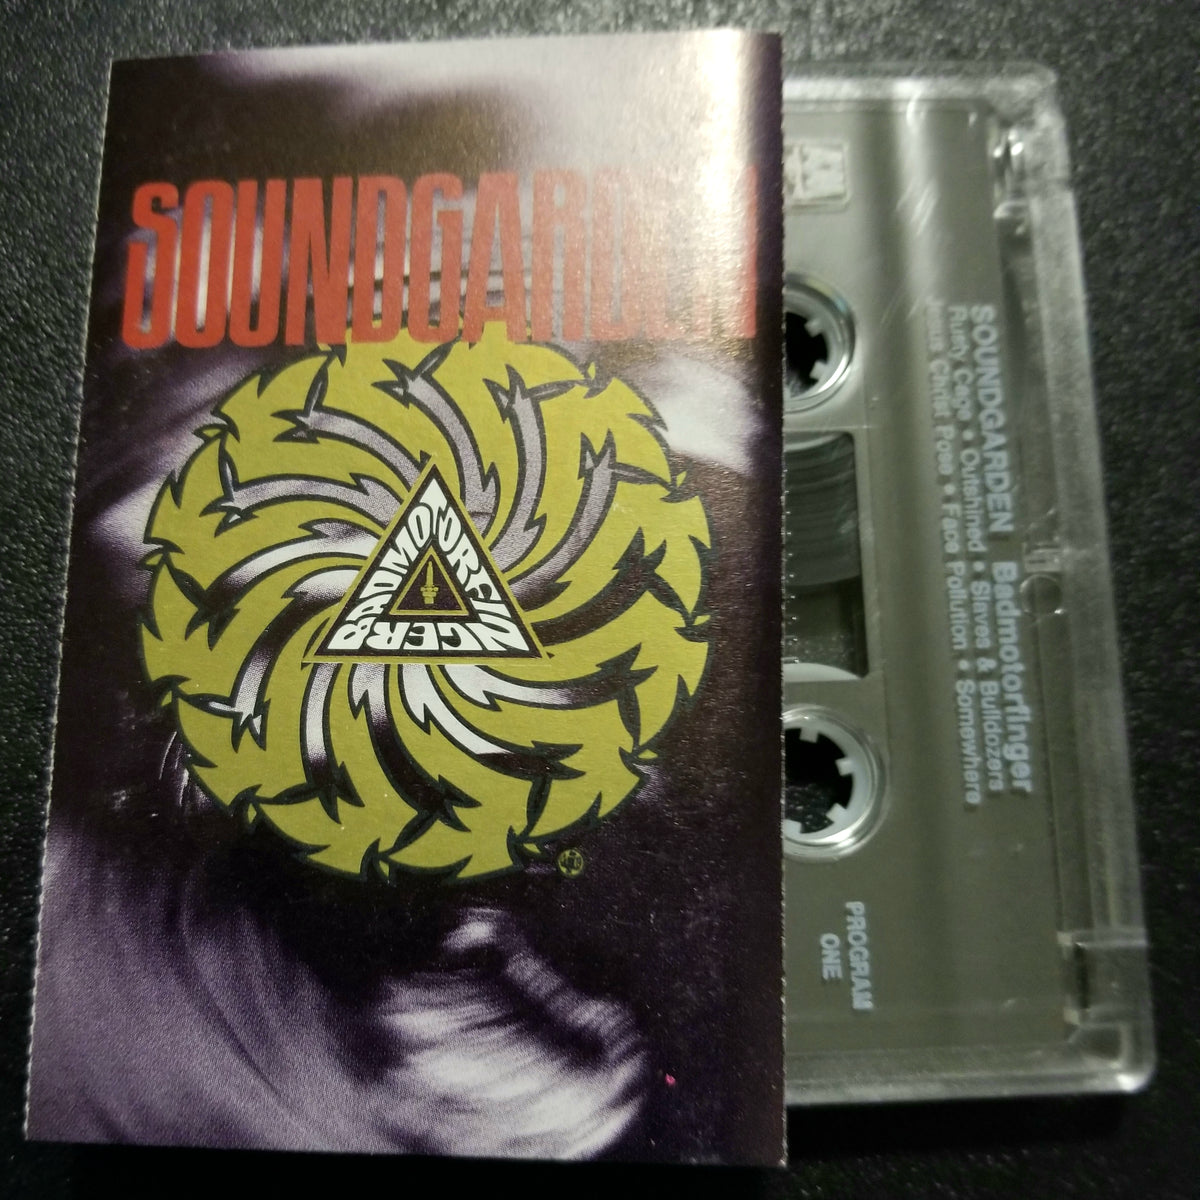 SOUNDGARDEN
BADMOTORFINGER
SOUNDGARDEN Badmotorfinger
Rusty Cage • Outshined • Slaves & Bulldozers
Jesus Christ Pose • Face Pollution • Somewhere
PROGRAM
ONE